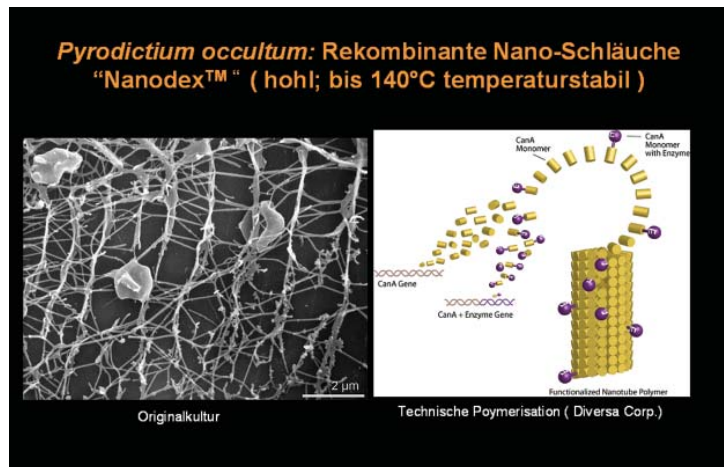 Pyrodictium occultum: Rekombinante Nano-Schläuche
“Nanodex™ “ ( hohl; bis 140°C temperaturstabil )
CanA
Monomer
CanA
Monomer
with Enzyme
CanA Gene
CanA + Enzyme Gene
2 µm
Functionalized Nanotube Polymer
Originalkultur
Technische Poymerisation ( Diversa Corp.)